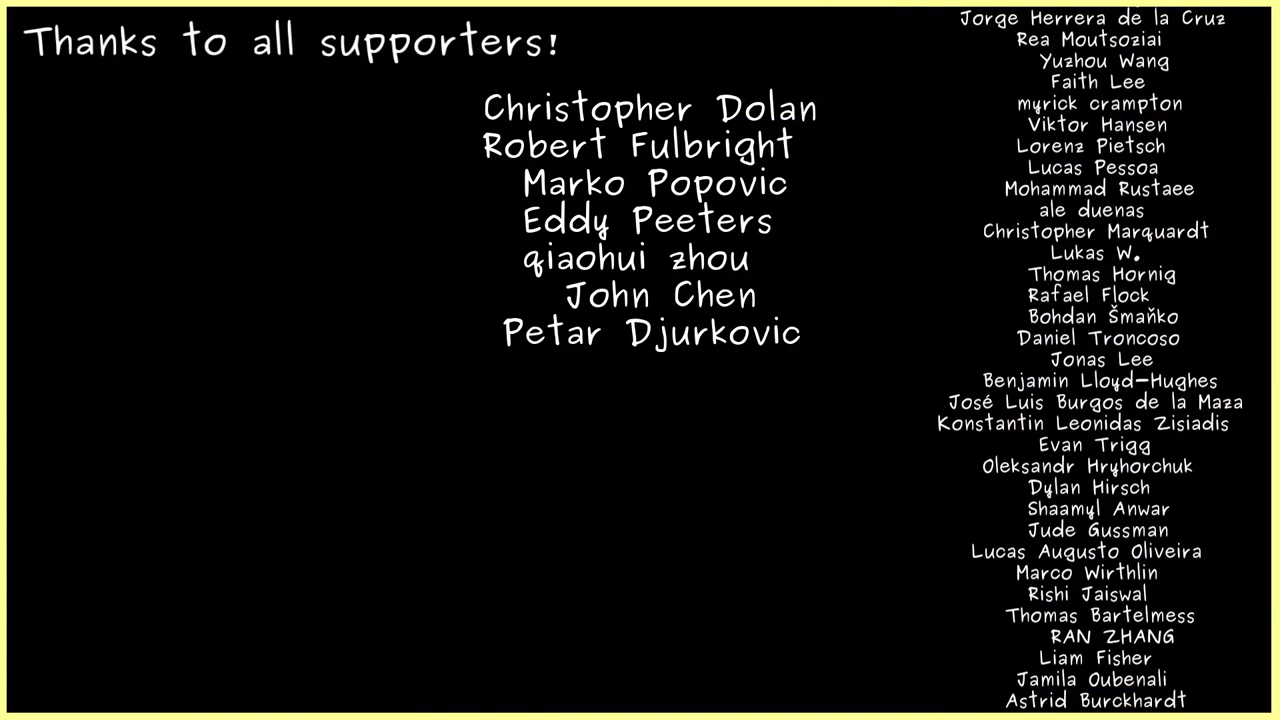 Thanks to all supporters!
Christopher Dolan
Robert Fulbright
Marko Popovic
Eddy Peeters
qiaohui zhou
John Chen
Petar Djurkovic
Jorge Herrera de la Cruz
Rea Moutsoziai
Yuzhou Wang
Faith Lee
myrick crampton
Viktor Hansen
Lorenz Pietsch
Lucas Pessoa
Mohammad Rustaee
ale duenas
Christopher Marquardt
Lukas W.
Thomas Hornig
Rafael Flock
Bohdan Šmaňko
Daniel Troncoso
Jonas Lee
Benjamin Lloyd-Hughes
José Luis Burgos de la Maza
Konstantin Leonidas Zisiadis
Evan Trigg
Oleksandr Hryhorchuk
Dylan Hirsch
Shaamyl Anwar
Jude Gussman
Lucas Augusto Oliveira
Marco Wirthlin
Rishi Jaiswal
Thomas Bartelmess
RAN ZHANG
Liam Fisher
Jamila Oubenali
Astrid Burckhardt